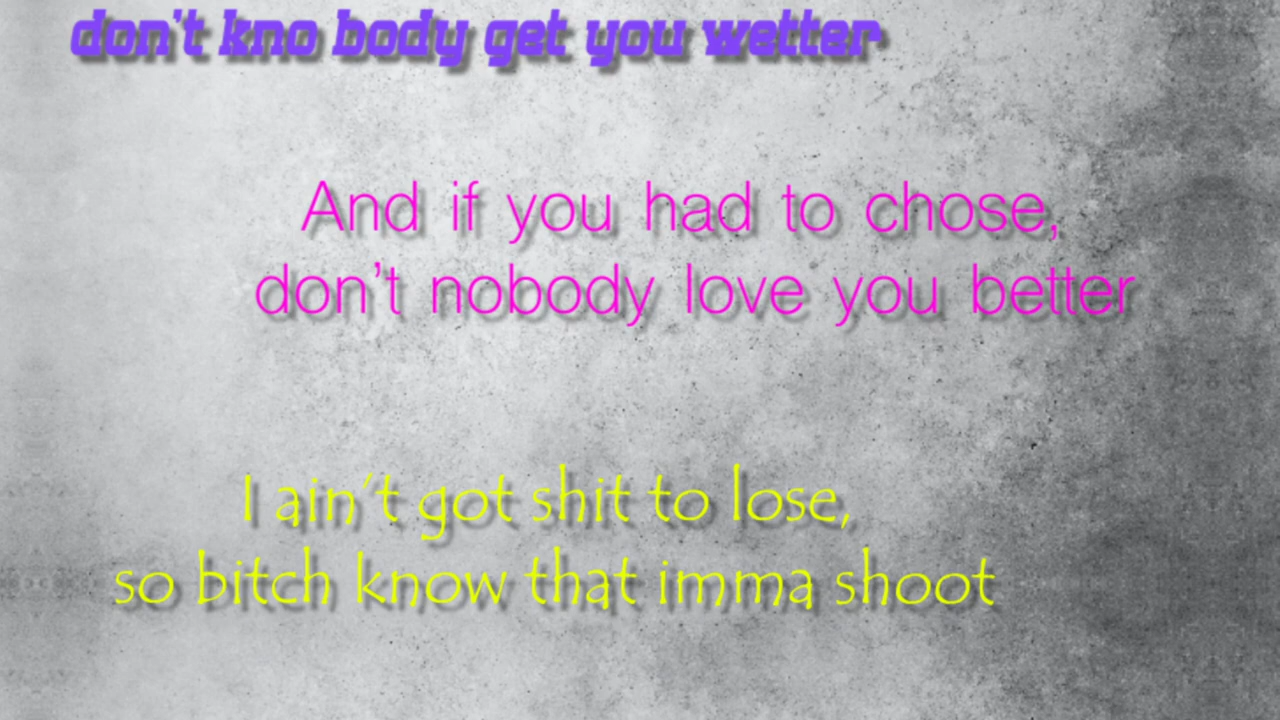 don't kno body get you wetter
And if you had to chose,
don't nobody love you better
I ain't got shit to lose,
so bitch know that imma shoot